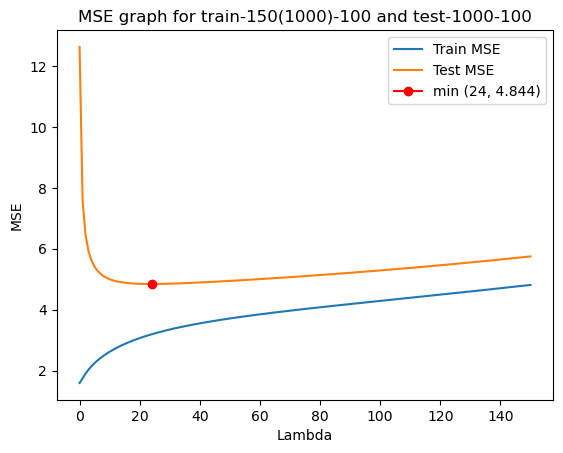 MSE graph for train-150(1000)-100 and test-1000-100
Train MSE
Test MSE
min (24, 4.844)
MSE
12
10
8
6
4
2
0 20 40 60 80 100 120 140
Lambda